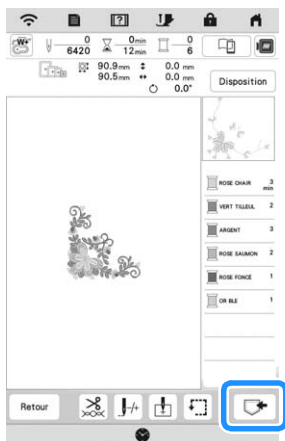 W+
0
6420
0min
12min
0
6
90.9mm
90.5mm
0.0 mm
0.0 mm
0.0°
Disposition
ROSE CHAIR 3
min
VERT TILLEUL 2
ARGENT 3
ROSE SAUMON 2
ROSE FONCÉ 1
OR BLE 1
Retour